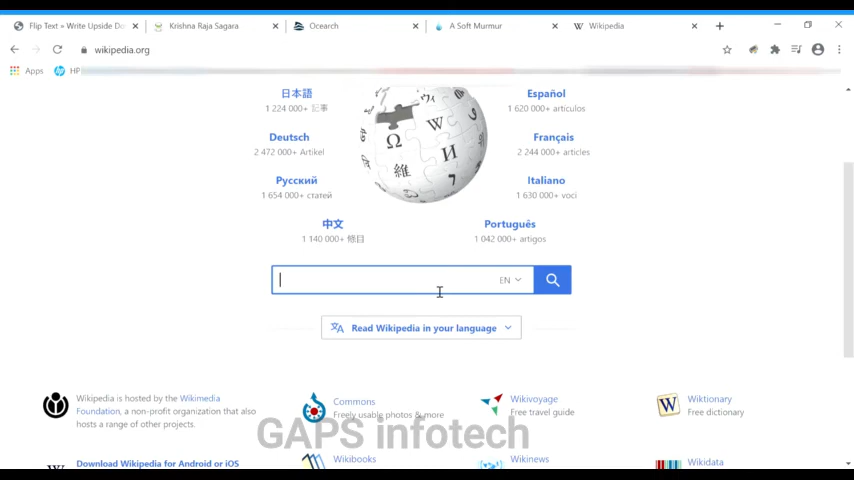 Flip Text » Write Upside Do
Krishna Raja Sagara
Ocearch
A Soft Murmur
Wikipedia
wikipedia.org
Apps
HP
日本語
1 224 000+ 記事
Español
1 620 000+ artículos
Deutsch
2 472 000+ Artikel
Français
2 244 000+ articles
Русский
1 654 000+ статей
Italiano
1 630 000+ voci
中文
1 140 000+ 條目
Português
1 042 000+ artigos
EN
Read Wikipedia in your language
Wikipedia is hosted by the Wikimedia
Foundation, a non-profit organization that also
hosts a range of other projects.
Commons
Freely usable photos & more
Wikivoyage
Free travel guide
Wiktionary
Free dictionary
GAPS infotech
Download Wikipedia for Android or iOS
Wikibooks
Wikinews
Wikidata